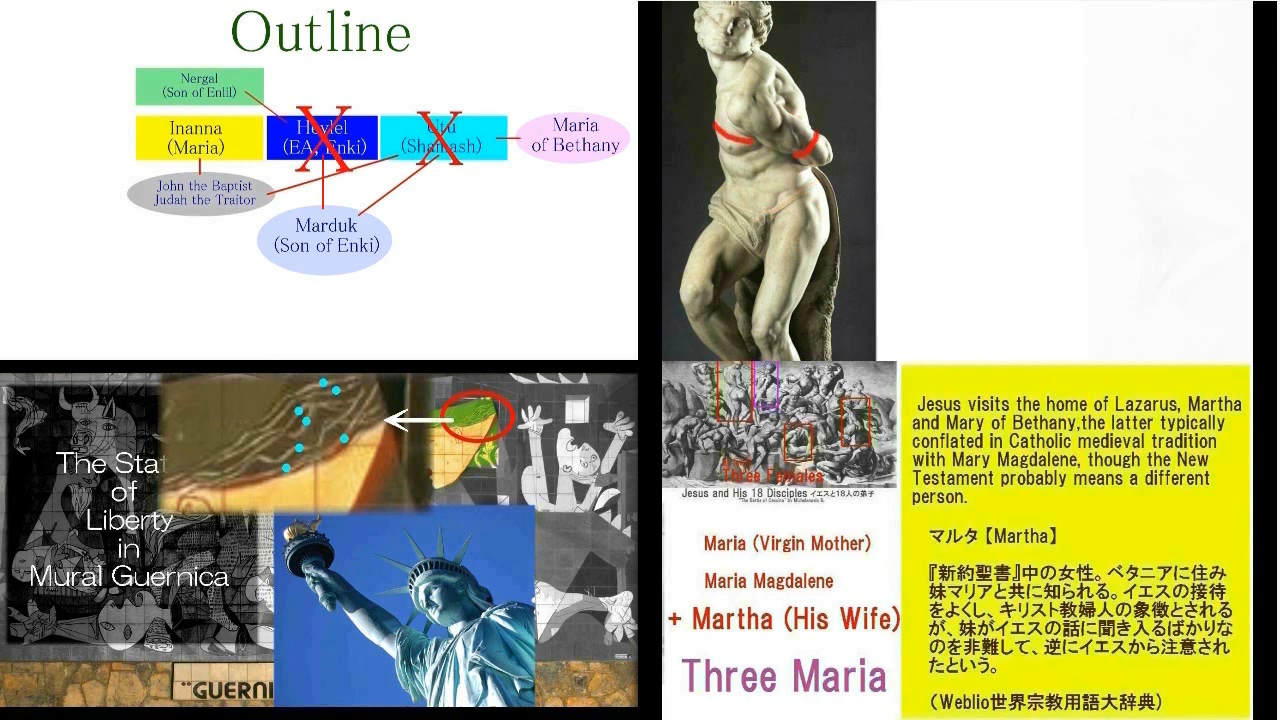 Outline
Nergal
(Son of Enlil)
Inanna
(Maria)
Heylel
(EA, Enki)
X
Utu
(Shamash)
X
Maria
of Bethany
John the Baptist
Judah the Traitor
Marduk
(Son of Enki)
The Stat
of
Liberty
in
Mural Guernica
"GUERNI
Three Females
Jesus and His 18 Disciples イエスと18人の弟子
Maria (Virgin Mother)
Maria Magdalene
+ Martha (His Wife)
Three Maria
Jesus visits the home of Lazarus, Martha
and Mary of Bethany,the latter typically
conflated in Catholic medieval tradition
with Mary Magdalene, though the New
Testament probably means a different
person.
マルタ【Martha】
『新約聖書』中の女性。ベタニアに住み
妹マリアと共に知られる。イエスの接待
をよくし、キリスト教婦人の象徴とされる
が、妹がイエスの話に聞き入るばかりな
のを非難して、逆にイエスから注意され
たという。
（Weblio世界宗教用語大辞典）